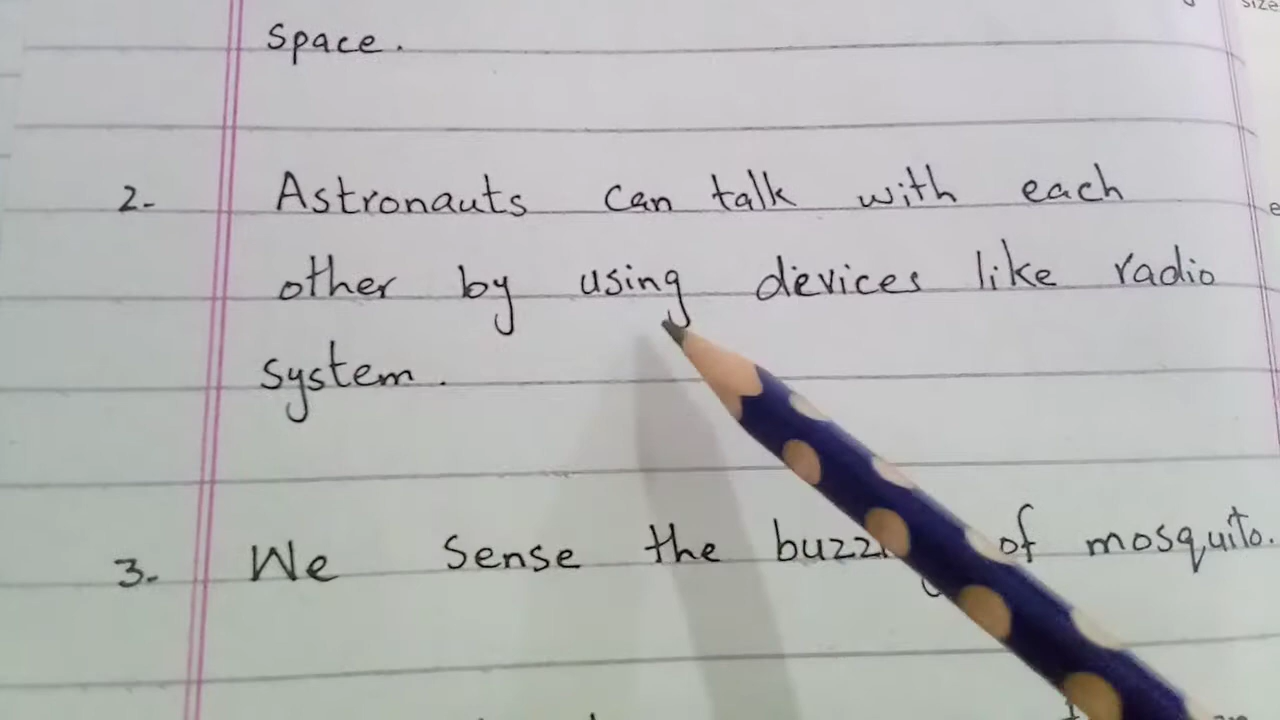 space.
2- Astronauts can talk with each
other by using devices like radio
system.
3- We sense the of mosquito.
size